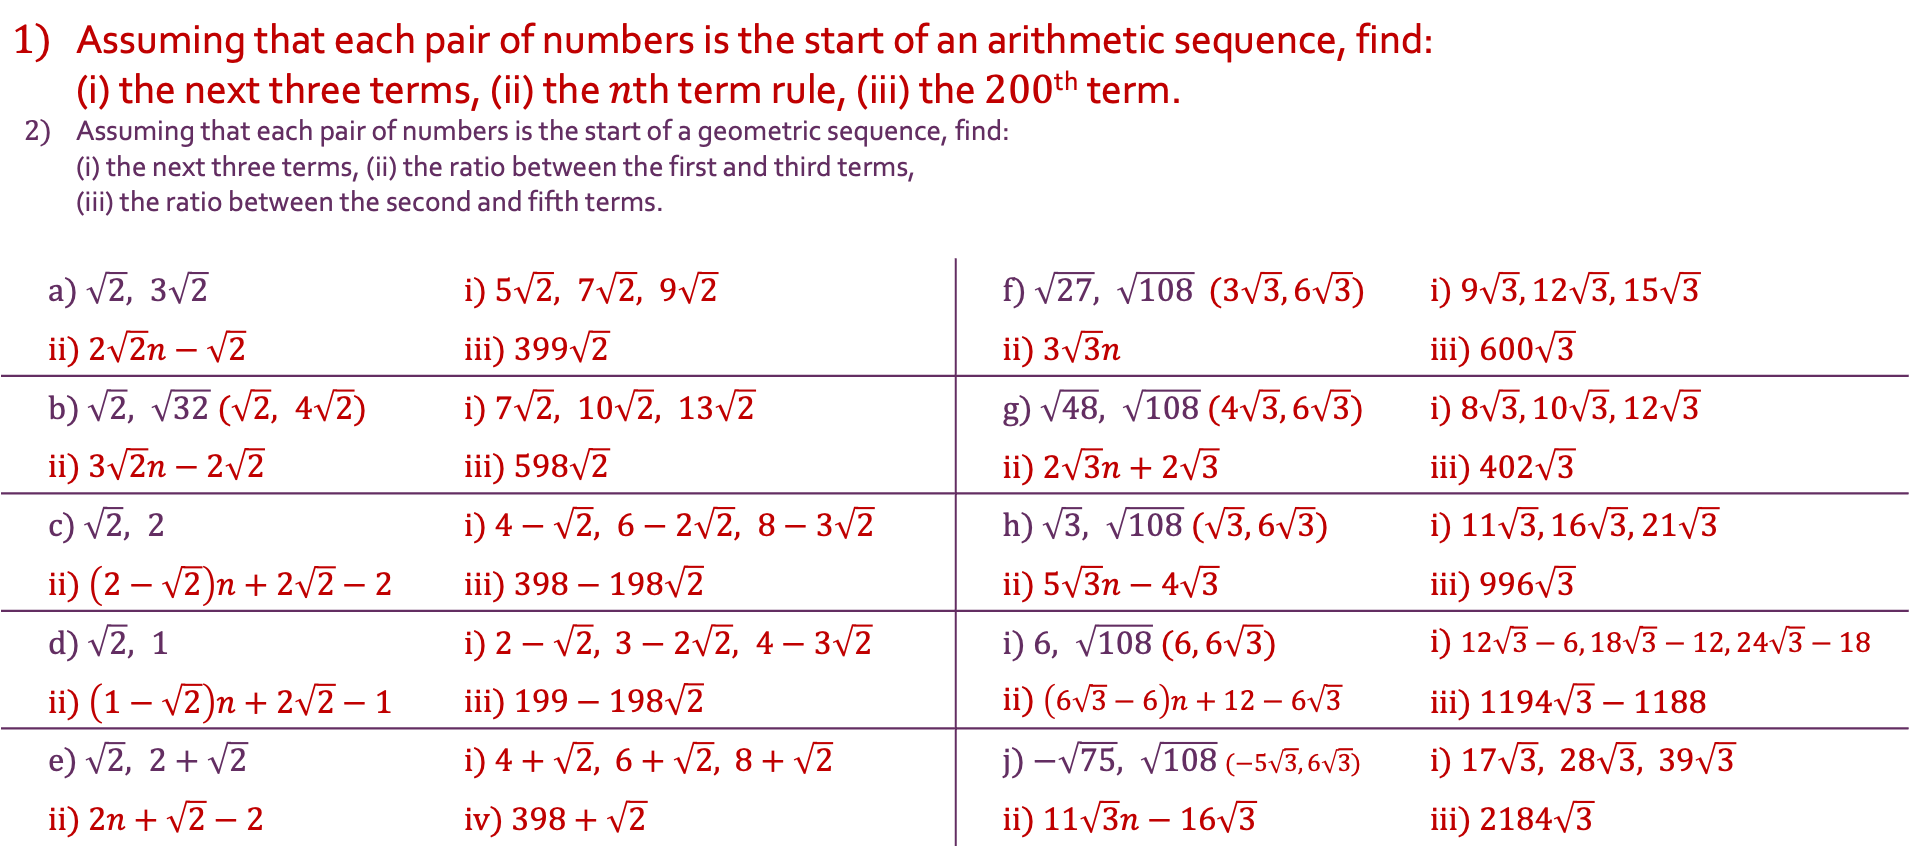 1) Assuming that each pair of numbers is the start of an arithmetic sequence, find:
(i) the next three terms, (ii) the nth term rule, (iii) the 200th term.
2) Assuming that each pair of numbers is the start of a geometric sequence, find:
(i) the next three terms, (ii) the ratio between the first and third terms,
(iii) the ratio between the second and fifth terms.
a) √2, 3√2 i) 5√2, 7√2, 9√2
ii) 2√2n − √2 iii) 399√2
b) √2, √32 (√2, 4√2) i) 7√2, 10√2, 13√2
ii) 3√2n − 2√2 iii) 598√2
c) √2, 2 i) 4 − √2, 6 − 2√2, 8 − 3√2
ii) (2 − √2)n + 2√2 − 2 iii) 398 − 198√2
d) √2, 1 i) 2 − √2, 3 − 2√2, 4 − 3√2
ii) (1 − √2)n + 2√2 − 1 iii) 199 − 198√2
e) √2, 2 + √2 i) 4 + √2, 6 + √2, 8 + √2
ii) 2n + √2 − 2 iv) 398 + √2
f) √27, √108 (3√3, 6√3) i) 9√3, 12√3, 15√3
ii) 3√3n iii) 600√3
g) √48, √108 (4√3, 6√3) i) 8√3, 10√3, 12√3
ii) 2√3n + 2√3 iii) 402√3
h) √3, √108 (√3, 6√3) i) 11√3, 16√3, 21√3
ii) 5√3n − 4√3 iii) 996√3
i) 6, √108 (6, 6√3) i) 12√3 − 6, 18√3 − 12, 24√3 − 18
ii) (6√3 − 6)n + 12 − 6√3 iii) 1194√3 − 1188
j) −√75, √108 (−5√3, 6√3) i) 17√3, 28√3, 39√3
ii) 11√3n − 16√3 iii) 2184√3